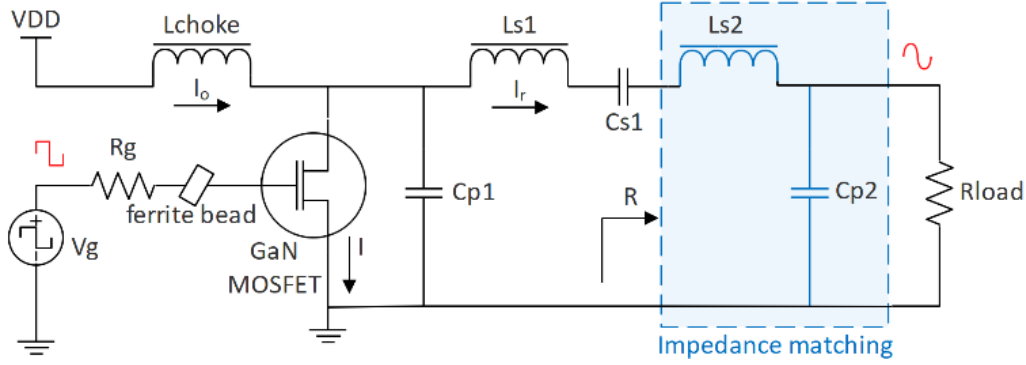 VDD
Lchoke
Ls1
Ls2
Io
Ir
Cs1
Rg
ferrite bead
Vg
GaN
MOSFET
I
Cp1
R
Cp2
Rload
Impedance matching